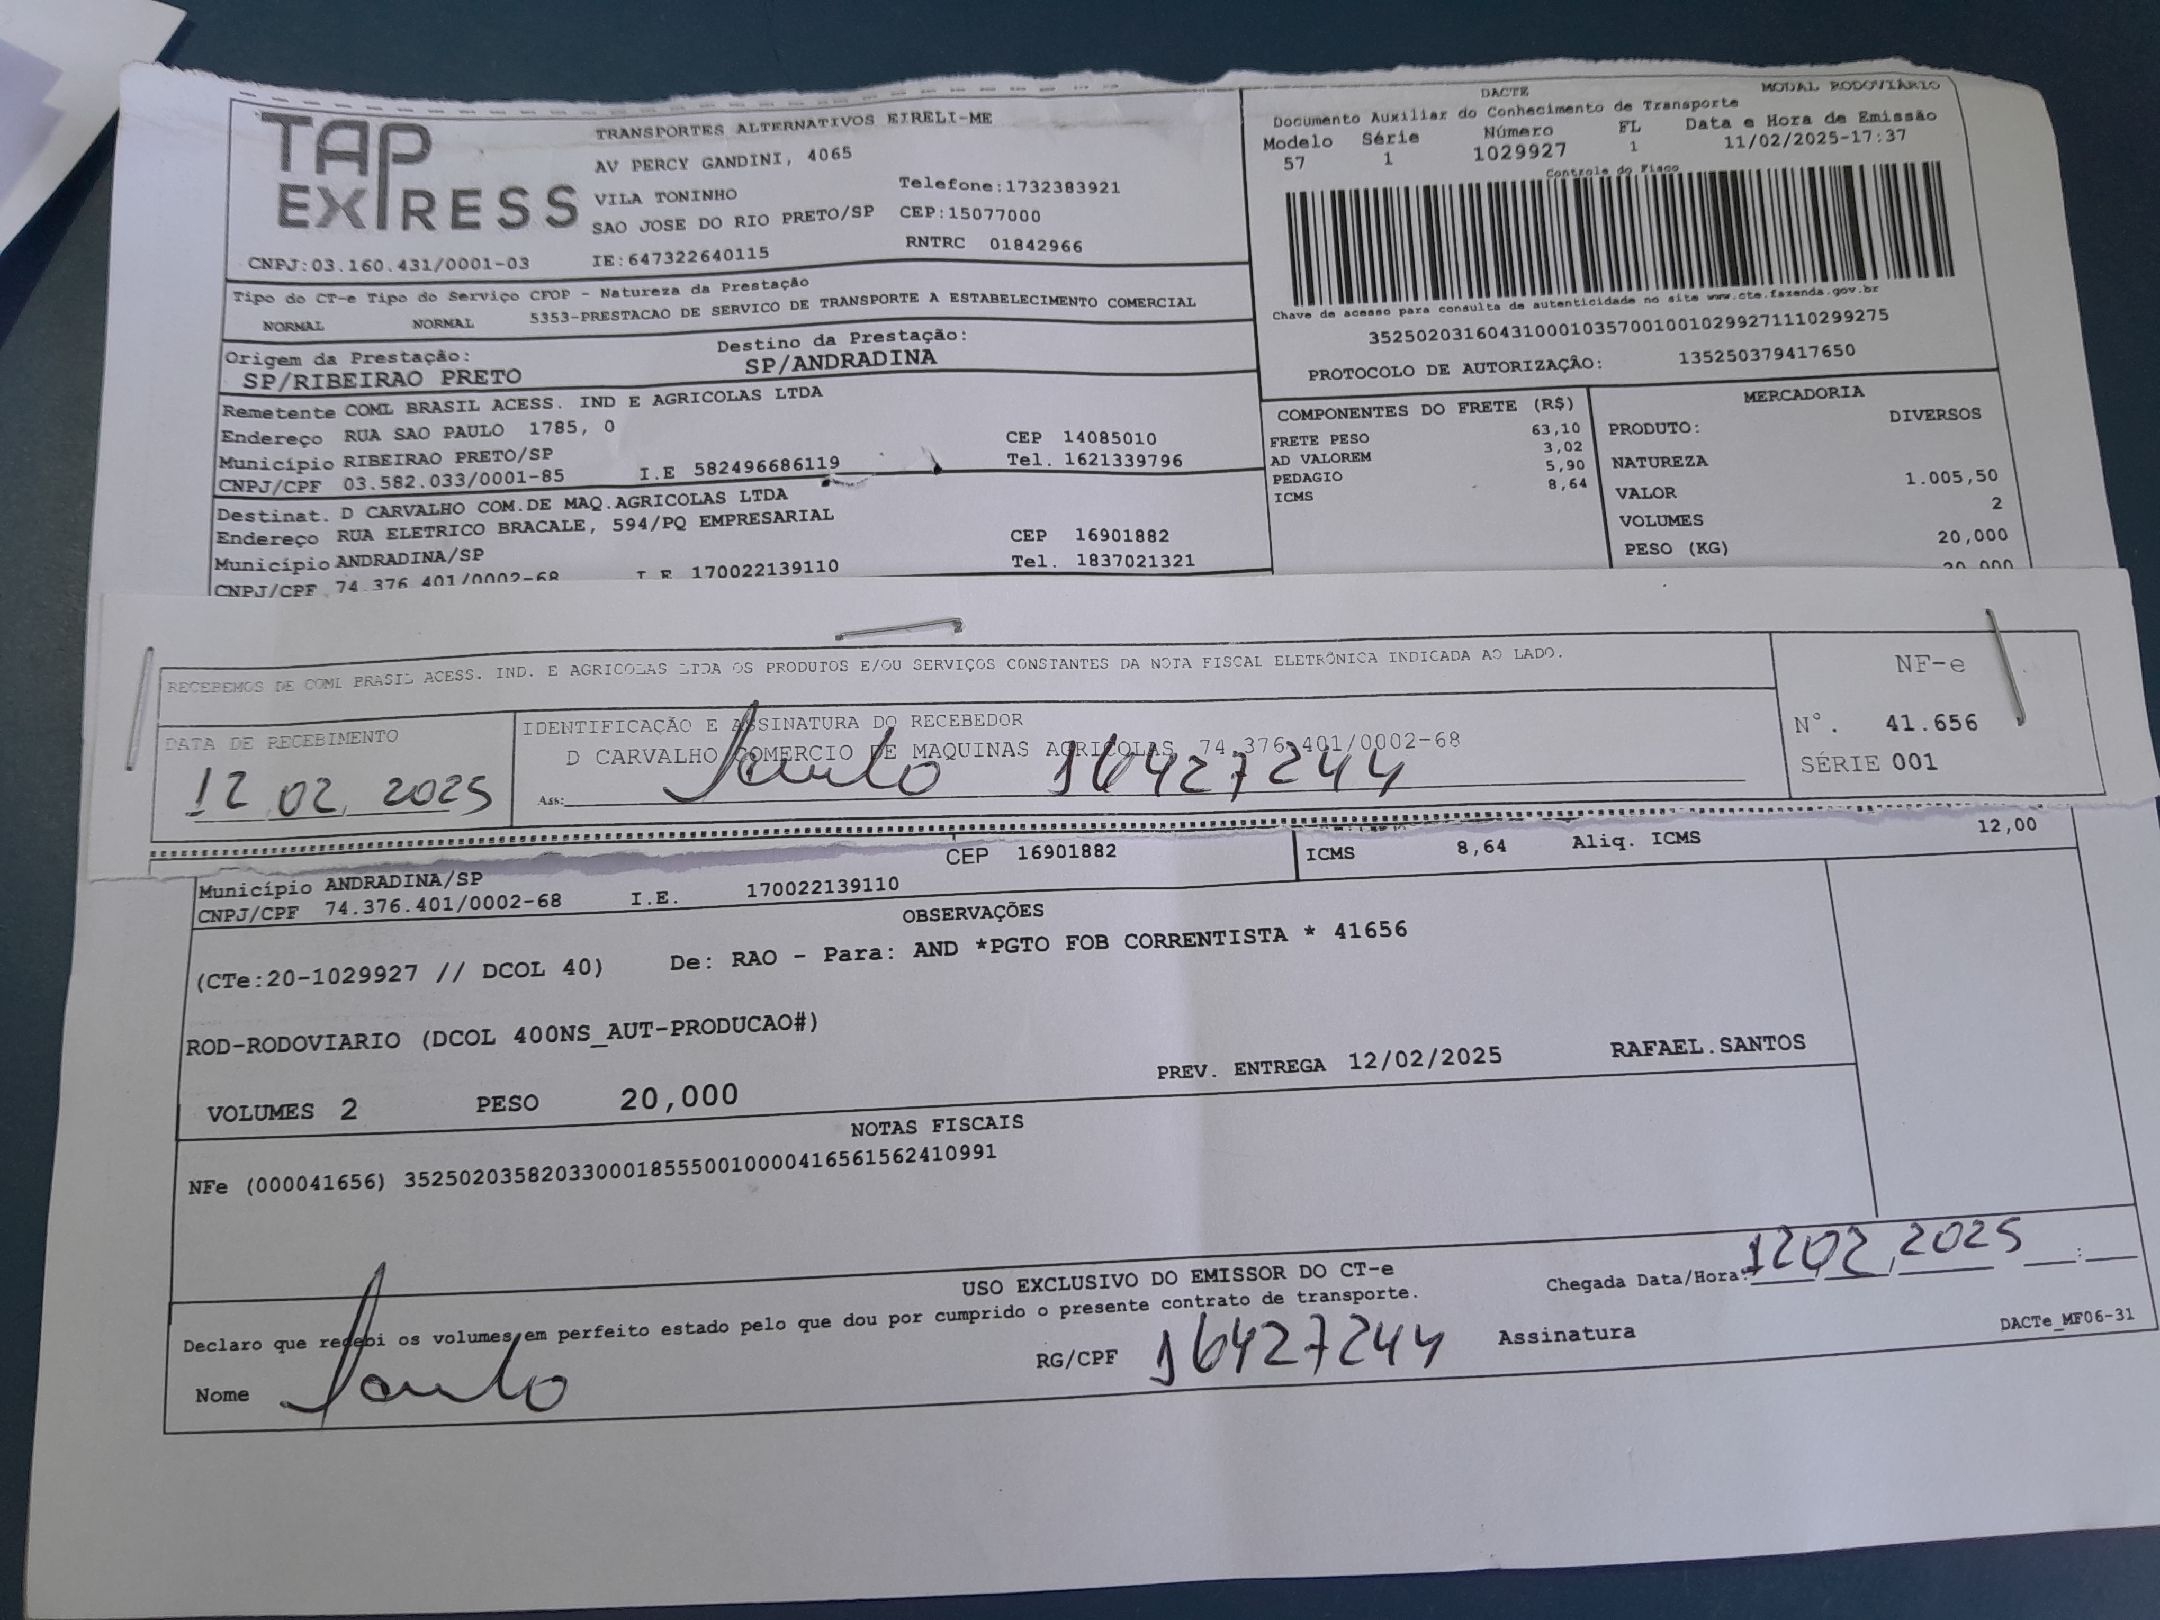 TAP EXPRESS
TRANSPORTES ALTERNATIVOS EIRELI-ME
AV PERCY GANDINI, 4065
VILA TONINHO Telefone:1732383921
SAO JOSE DO RIO PRETO/SP CEP:15077000
CNPJ:03.160.431/0001-03 IE:647322640115 RNTRC 01842966
DACTE MODAL RODOVIÁRIO
Documento Auxiliar do Conhecimento de Transporte
Modelo Série Número FL Data e Hora de Emissão
57 1 1029927 1 11/02/2025-17:37
Controle do Fisco
Chave de acesso para consulta de autenticidade no site www.cte.fazenda.gov.br
35250203160431000103570010010299271110299275
PROTOCOLO DE AUTORIZAÇÃO: 135250379417650
Tipo do CT-e Tipo do Serviço CFOP - Natureza da Prestação
NORMAL NORMAL 5353-PRESTACAO DE SERVICO DE TRANSPORTE A ESTABELECIMENTO COMERCIAL
Origem da Prestação: Destino da Prestação:
SP/RIBEIRAO PRETO SP/ANDRADINA
Remetente COML BRASIL ACESS. IND E AGRICOLAS LTDA
Endereço RUA SAO PAULO 1785, 0 CEP 14085010
Município RIBEIRAO PRETO/SP Tel. 1621339796
CNPJ/CPF 03.582.033/0001-85 I.E 582496686119
Destinat. D CARVALHO COM.DE MAQ.AGRICOLAS LTDA
Endereço RUA ELETRICO BRACALE, 594/PQ EMPRESARIAL CEP 16901882
Município ANDRADINA/SP Tel. 1837021321
CNPJ/CPF 74.376.401/0002-68 I.E 170022139110
COMPONENTES DO FRETE (R$)
FRETE PESO 63,10
AD VALOREM 3,02
PEDAGIO 5,90
ICMS 8,64
MERCADORIA
PRODUTO: DIVERSOS
NATUREZA
VALOR 1.005,50
VOLUMES 2
PESO (KG) 20,000
20,000
RECEBEMOS DE COML BRASIL ACESS. IND. E AGRICOLAS LTDA OS PRODUTOS E/OU SERVIÇOS CONSTANTES DA NOTA FISCAL ELETRÔNICA INDICADA AO LADO.
DATA DE RECEBIMENTO
12 02 2025
IDENTIFICAÇÃO E ASSINATURA DO RECEBEDOR
D CARVALHO COMERCIO DE MAQUINAS AGRICOLAS 74.376.401/0002-68
Ass: 16427244
NF-e
N°. 41.656
SÉRIE 001
CEP 16901882 ICMS 8,64 Aliq. ICMS 12,00
Município ANDRADINA/SP
CNPJ/CPF 74.376.401/0002-68 I.E. 170022139110
OBSERVAÇÕES
(CTe:20-1029927 // DCOL 40) De: RAO - Para: AND *PGTO FOB CORRENTISTA * 41656
ROD-RODOVIARIO (DCOL 400NS_AUT-PRODUCAO#)
PREV. ENTREGA 12/02/2025 RAFAEL.SANTOS
VOLUMES 2 PESO 20,000
NOTAS FISCAIS
NFe (000041656) 35250203582033000185550010000416561562410991
USO EXCLUSIVO DO EMISSOR DO CT-e
Chegada Data/Hora: 12 02 2025 :
Declaro que recebi os volumes em perfeito estado pelo que dou por cumprido o presente contrato de transporte.
Nome RG/CPF 16427244 Assinatura
DACTe_MF06-31